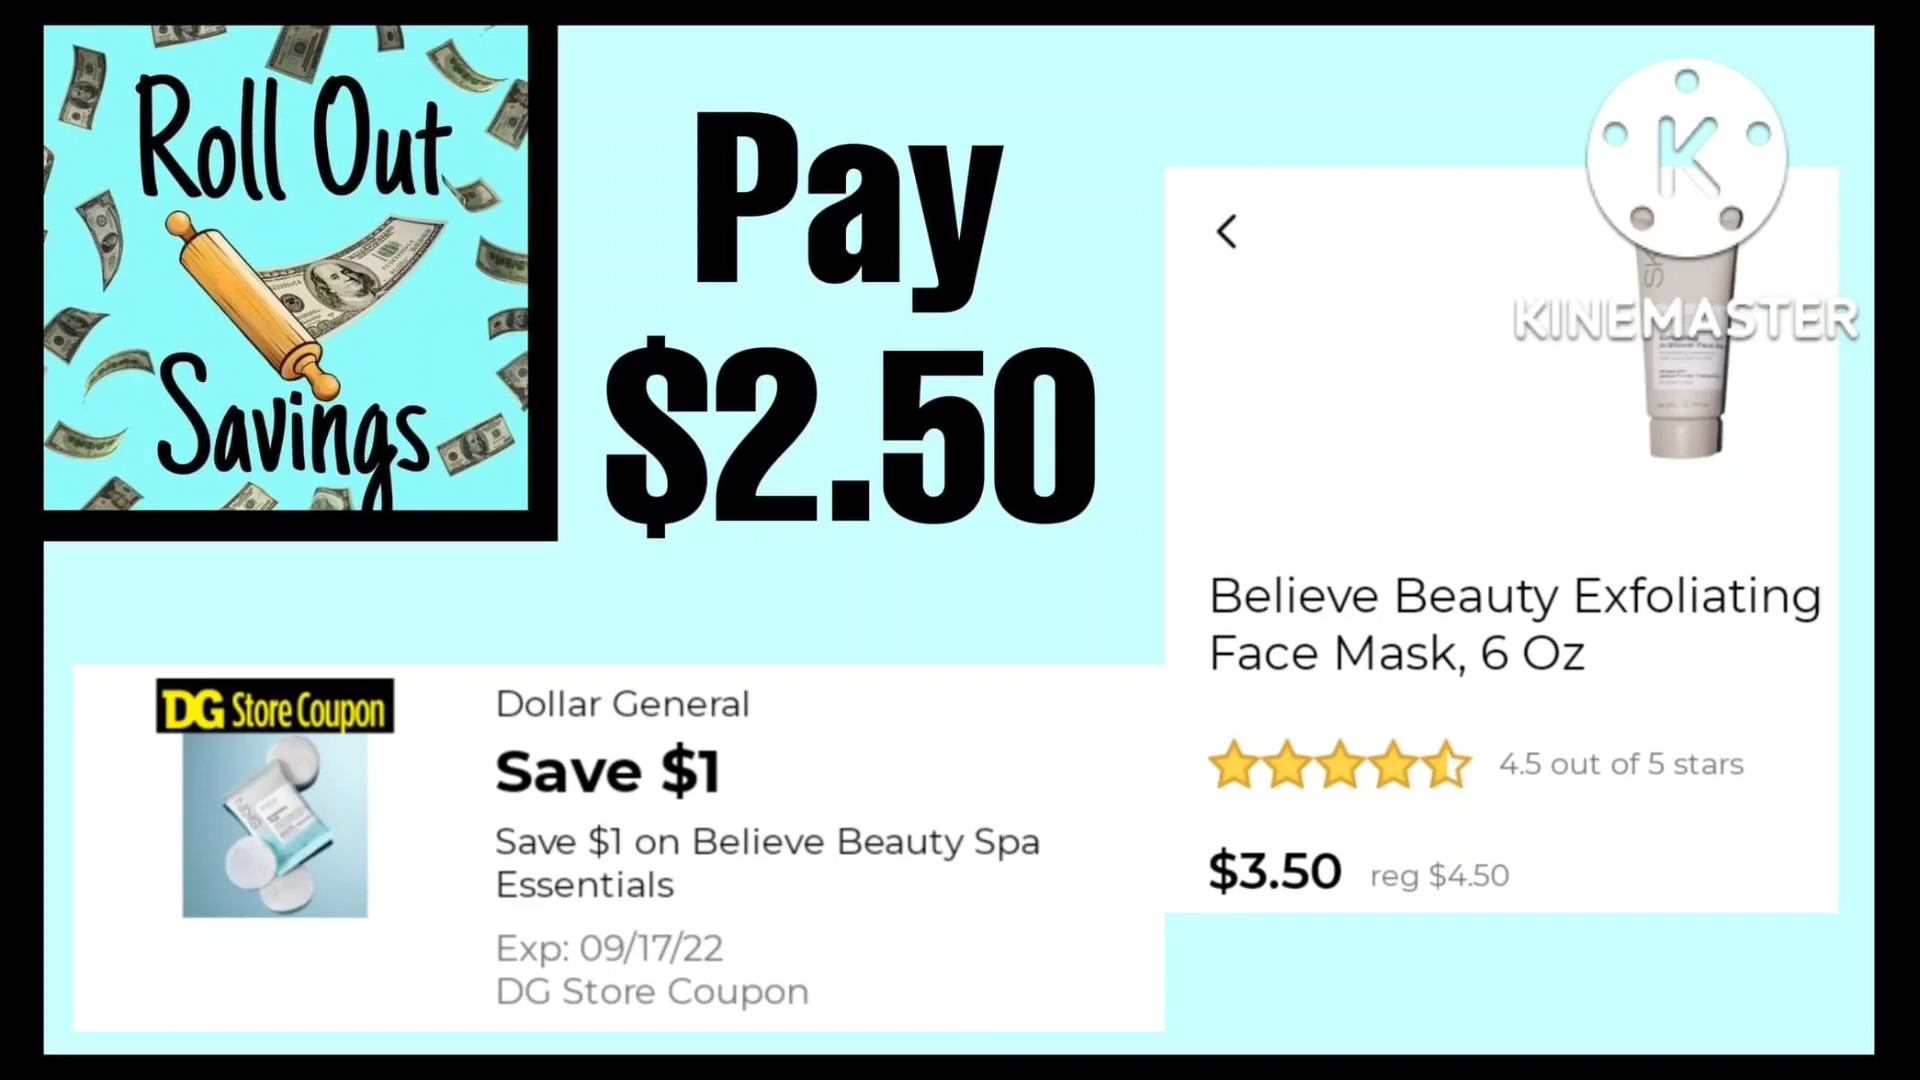 Roll Out
Savings
Pay
$2.50
K
KINEMASTER
Believe Beauty Exfoliating
Face Mask, 6 Oz
4.5 out of 5 stars
$3.50 reg $4.50
DG Store Coupon
Dollar General
Save $1
Save $1 on Believe Beauty Spa
Essentials
Exp: 09/17/22
DG Store Coupon